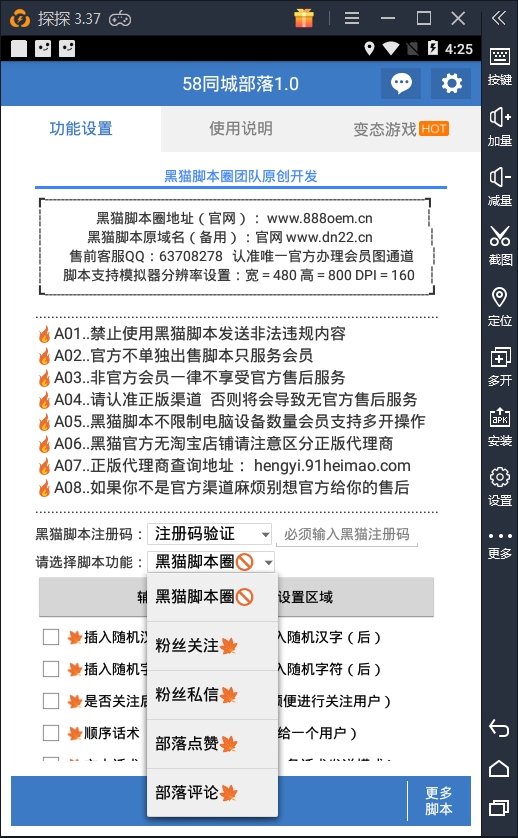 探探 3.37
4:25
58同城部落1.0
功能设置 使用说明 变态游戏 HOT
黑猫脚本圈团队原创开发
黑猫脚本圈地址（官网）：www.888oem.cn
黑猫脚本原域名（备用）：官网 www.dn22.cn
售前客服QQ：63708278 认准唯一官方办理会员图通道
脚本支持模拟器分辨率设置：宽＝480 高＝800 DPI＝160
A01..禁止使用黑猫脚本发送非法违规内容
A02..官方不单独出售脚本只服务会员
A03..非官方会员一律不享受官方售后服务
A04..请认准正版渠道 否则将会导致无官方售后服务
A05..黑猫脚本不限制电脑设备数量会员支持多开操作
A06..黑猫官方无淘宝店铺请注意区分正版代理商
A07..正版代理商查询地址：hengyi.91heimao.com
A08..如果你不是官方渠道麻烦别想官方给你的售后
黑猫脚本注册码： 注册码验证 必须输入黑猫注册码
请选择脚本功能： 黑猫脚本圈
设置区域
黑猫脚本圈
粉丝关注
粉丝私信
部落点赞
部落评论
插入随机 入随机汉字（后）
插入随机字 入随机字符（后）
是否关注 便进行关注用户）
顺序话术 给一个用户）
更多
脚本
按键
加量
减量
截图
定位
多开
APK
安装
设置
更多